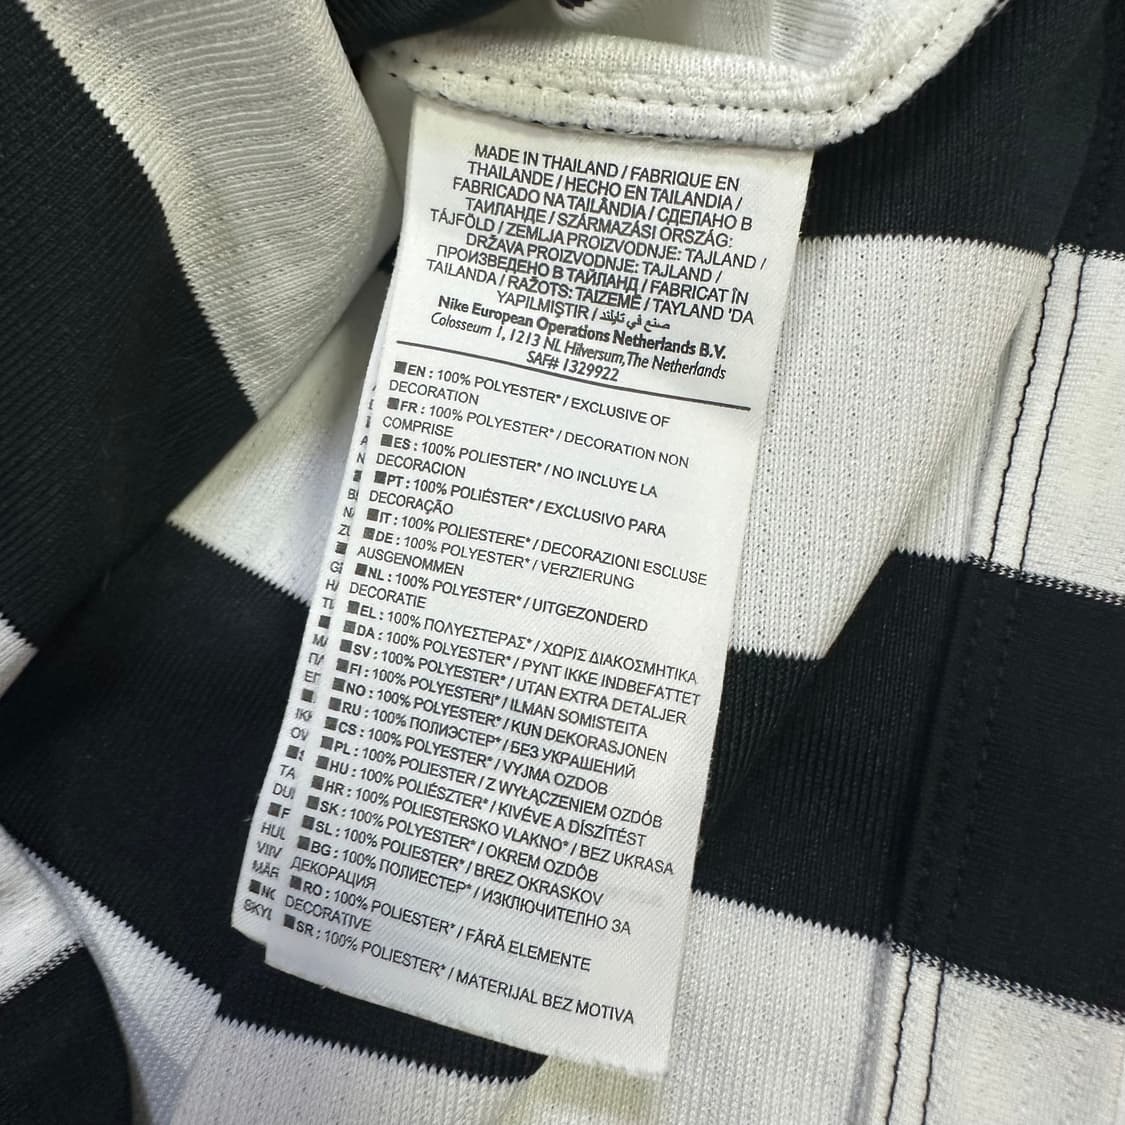 MADE IN THAILAND / FABRIQUE EN
THAILANDE / HECHO EN TAILANDIA /
FABRICADO NA TAILÂNDIA / СДЕЛАНО В
ТАИЛАНДЕ / SZÁRMAZÁSI ORSZÁG:
TÁJFÖLD / ZEMLJA PROIZVODNJE: TAJLAND /
DRŽAVA PROIZVODNJE: TAJLAND /
ПРОИЗВЕДЕНО В ТАЙЛАНД / FABRICAT ÎN
TAILANDA / RAŽOTS: TAIZEMĒ / TAYLAND 'DA
YAPILMIŞTIR / صنع في تايلند
Nike European Operations Netherlands B.V.
Colosseum 1, 1213 NL Hilversum, The Netherlands
SAF# 1329922
EN : 100% POLYESTER* / EXCLUSIVE OF
DECORATION
FR : 100% POLYESTER* / DECORATION NON
COMPRISE
ES : 100% POLIESTER* / NO INCLUYE LA
DECORACION
PT : 100% POLIÉSTER* / EXCLUSIVO PARA
DECORAÇÃO
IT : 100% POLIESTERE* / DECORAZIONI ESCLUSE
DE : 100% POLYESTER* / VERZIERUNG
AUSGENOMMEN
NL : 100% POLYESTER* / UITGEZONDERD
DECORATIE
EL : 100% ΠΟΛΥΕΣΤΕΡΑΣ* / ΧΩΡΙΣ ΔΙΑΚΟΣΜΗΤΙΚΑ
DA : 100% POLYESTER* / PYNT IKKE INDBEFATTET
SV : 100% POLYESTER* / UTAN EXTRA DETALJER
FI : 100% POLYESTERI* / ILMAN SOMISTEITA
NO : 100% POLYESTER* / KUN DEKORASJONEN
RU : 100% ПОЛИЭСТЕР* / БЕЗ УКРАШЕНИЙ
CS : 100% POLYESTER* / VYJMA OZDOB
PL : 100% POLIESTER / Z WYŁĄCZENIEM OZDÓB
HU : 100% POLIÉSZTER* / KIVÉVE A DÍSZÍTÉST
HR : 100% POLIESTERSKO VLAKNO* / BEZ UKRASA
SK : 100% POLYESTER* / OKREM OZDÔB
SL : 100% POLIESTER* / BREZ OKRASKOV
BG : 100% ПОЛИЕСТЕР* / ИЗКЛЮЧИТЕЛНО ЗА
ДЕКОРАЦИЯ
RO : 100% POLIESTER* / FĂRĂ ELEMENTE
DECORATIVE
SR : 100% POLIESTER* / MATERIJAL BEZ MOTIVA